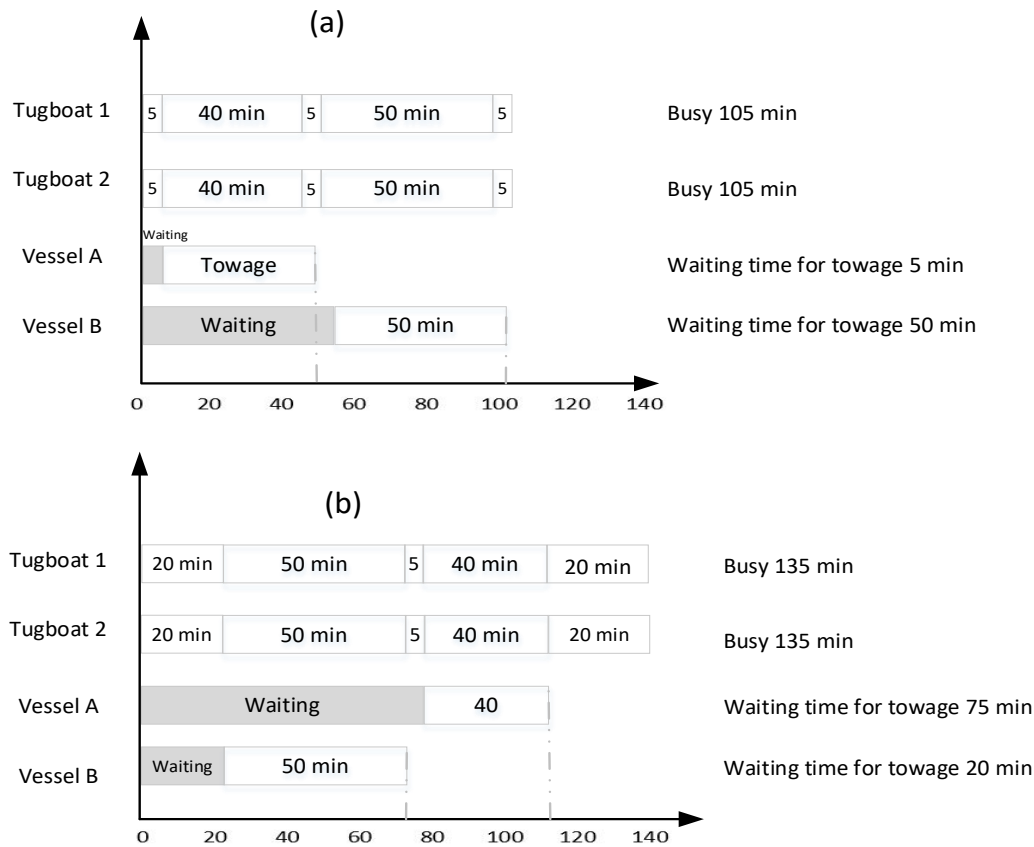 (a)
Tugboat 1 5 40 min 5 50 min 5 Busy 105 min
Tugboat 2 5 40 min 5 50 min 5 Busy 105 min
Waiting
Vessel A Towage Waiting time for towage 5 min
Vessel B Waiting 50 min Waiting time for towage 50 min
0 20 40 60 80 100 120 140
(b)
Tugboat 1 20 min 50 min 5 40 min 20 min Busy 135 min
Tugboat 2 20 min 50 min 5 40 min 20 min Busy 135 min
Vessel A Waiting 40 Waiting time for towage 75 min
Vessel B Waiting 50 min Waiting time for towage 20 min
0 20 40 60 80 100 120 140